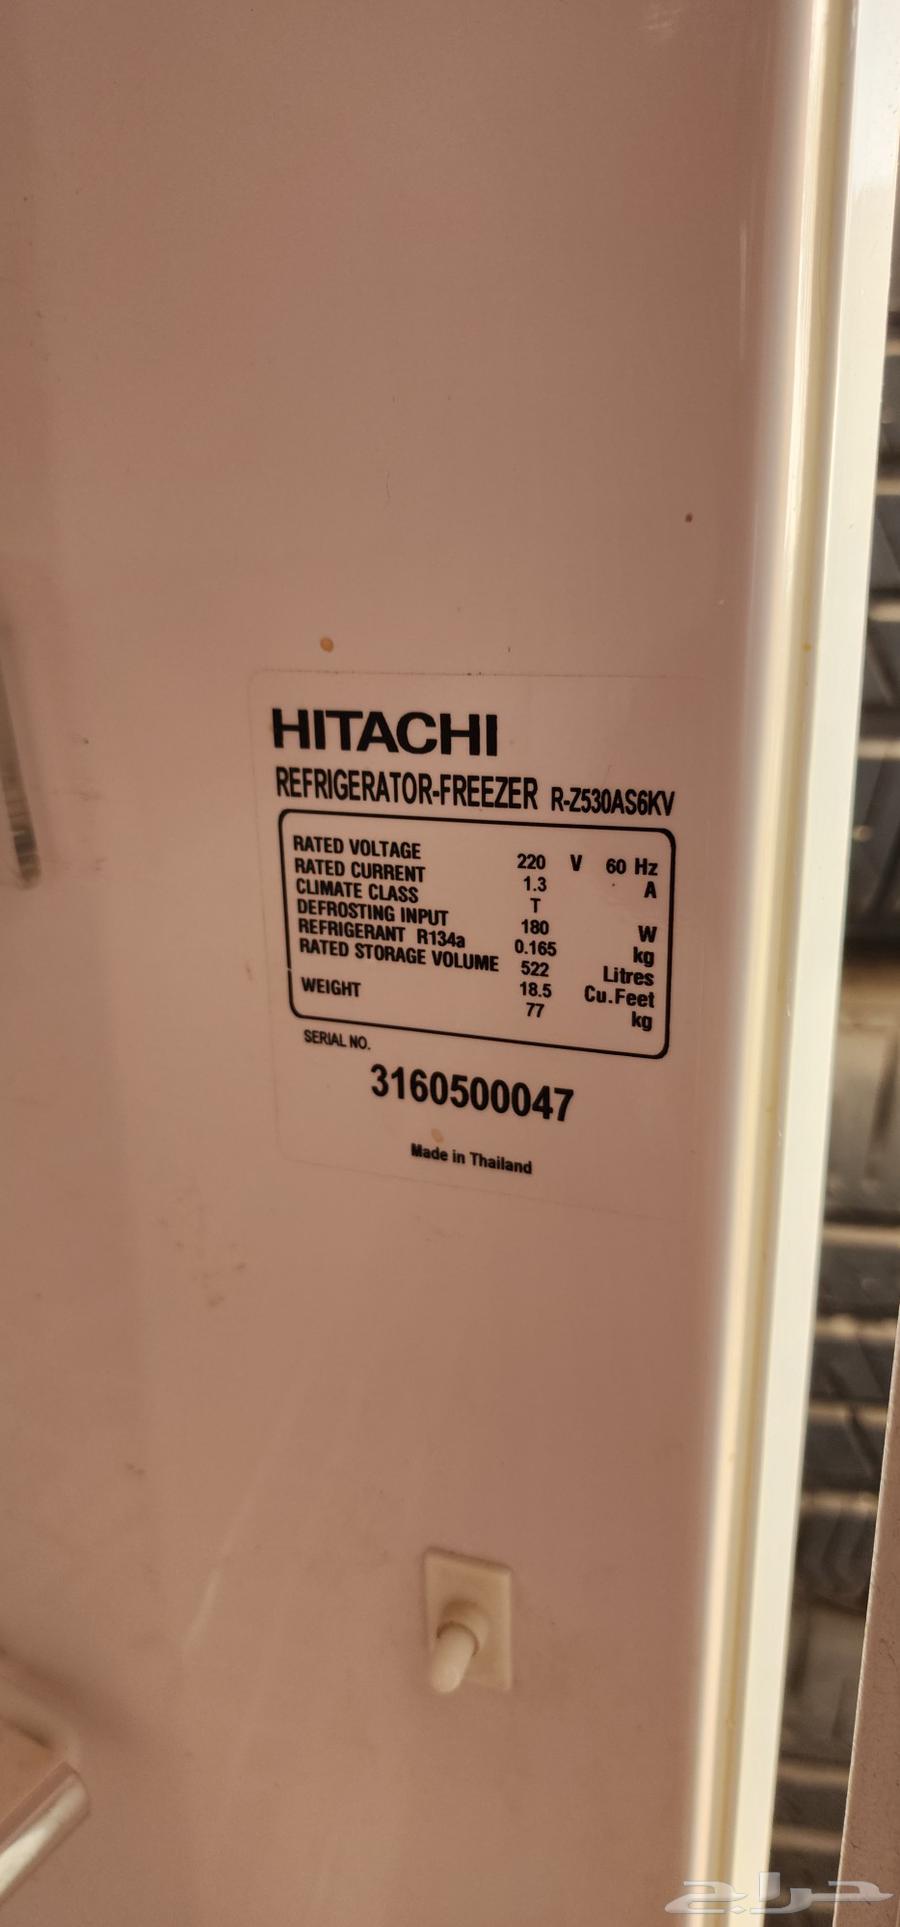 HITACHI
REFRIGERATOR-FREEZER R-Z530AS6KV
RATED VOLTAGE 220 V 60 Hz
RATED CURRENT 1.3 A
CLIMATE CLASS T
DEFROSTING INPUT 180 W
REFRIGERANT R134a 0.165 kg
RATED STORAGE VOLUME 522 Litres
18.5 Cu.Feet
WEIGHT 77 kg
SERIAL NO.
3160500047
Made in Thailand
حراج